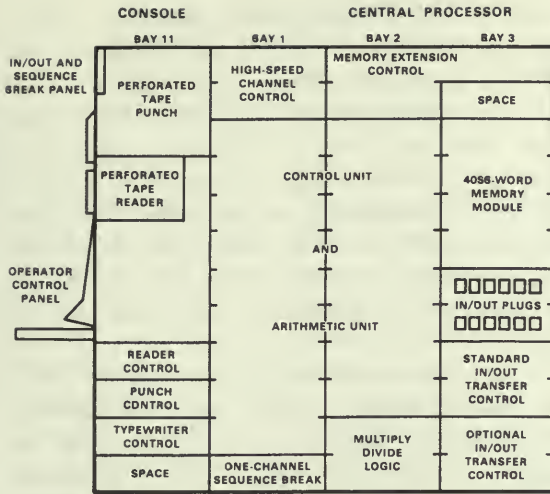 CONSOLE
CENTRAL PROCESSOR
BAY 11
BAY 1
BAY 2
BAY 3
IN/OUT AND
SEQUENCE
BREAK PANEL
PERFORATED
TAPE
PUNCH
HIGH-SPEED
CHANNEL
CONTROL
MEMORY EXTENSION
CONTROL
SPACE
PERFORATED
TAPE
READER
CONTROL UNIT
AND
ARITHMETIC UNIT
4096-WORD
MEMORY
MODULE
OPERATOR
CONTROL
PANEL
IN/OUT PLUGS
READER
CONTROL
PUNCH
CONTROL
TYPEWRITER
CONTROL
SPACE
ONE-CHANNEL
SEQUENCE BREAK
MULTIPLY
DIVIDE
LOGIC
STANDARD
IN/OUT
TRANSFER
CONTROL
OPTIONAL
IN/OUT
TRANSFER
CONTROL